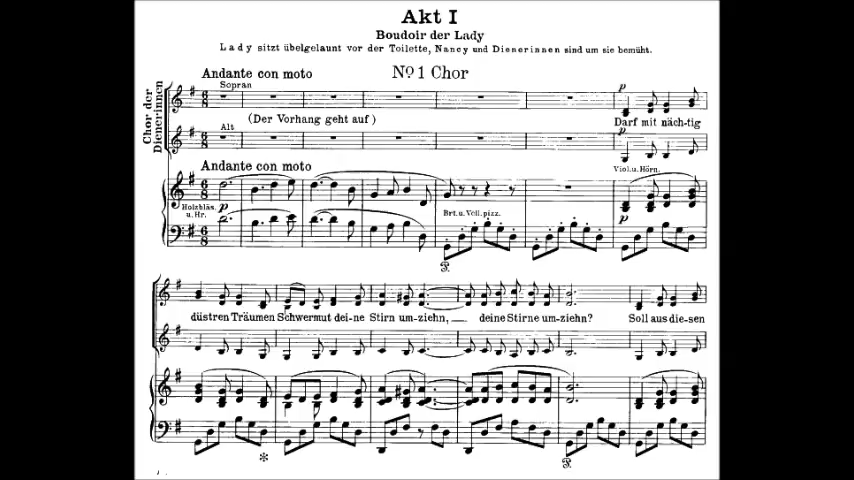 Akt I
Boudoir der Lady
Lady sitzt übelgelaunt vor der Toilette, Nancy und Dienerinnen sind um sie bemüht.
Nº 1 Chor
Andante con moto
Chor der Dienerinnen
Sopran
(Der Vorhang geht auf)
p
Darf mit nächtig
Alt
p
Andante con moto
Viol. u. Hörn.
Holzbläs. u. Hr.
p
Brt. u. Vcll. pizz.
p
düstren Träumen Schwermut dei-ne Stirn um-ziehn, deine Stirne um-ziehn? Soll aus die-sen